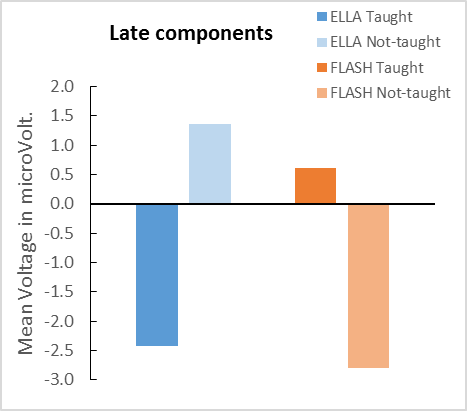 Late components
ELLA Taught
ELLA Not-taught
FLASH Taught
FLASH Not-taught
Mean Voltage in microVolt.
2.0
1.5
1.0
0.5
0.0
-0.5
-1.0
-1.5
-2.0
-2.5
-3.0